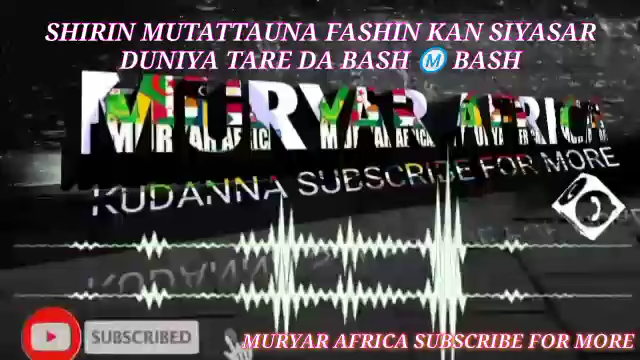 SHIRIN MUTATTAUNA FASHIN KAN SIYASAR
DUNIYA TARE DA BASH M BASH
MURYAR AFRICA
KUDANNA SUBSCRIBE FOR MORE
SUBSCRIBED
MURYAR AFRICA SUBSCRIBE FOR MORE